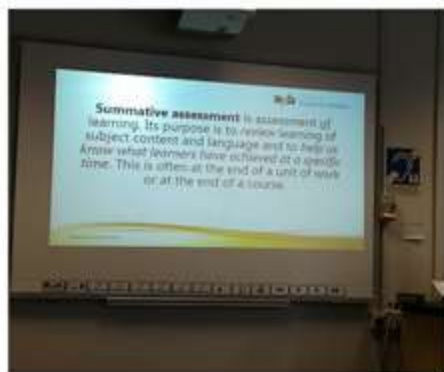 Summative assessment is assessment of
learning. Its purpose is to review learning of
subject content and language and to help us
know what learners have achieved at a specific
time. This is often at the end of a unit of work
or at the end of a course.